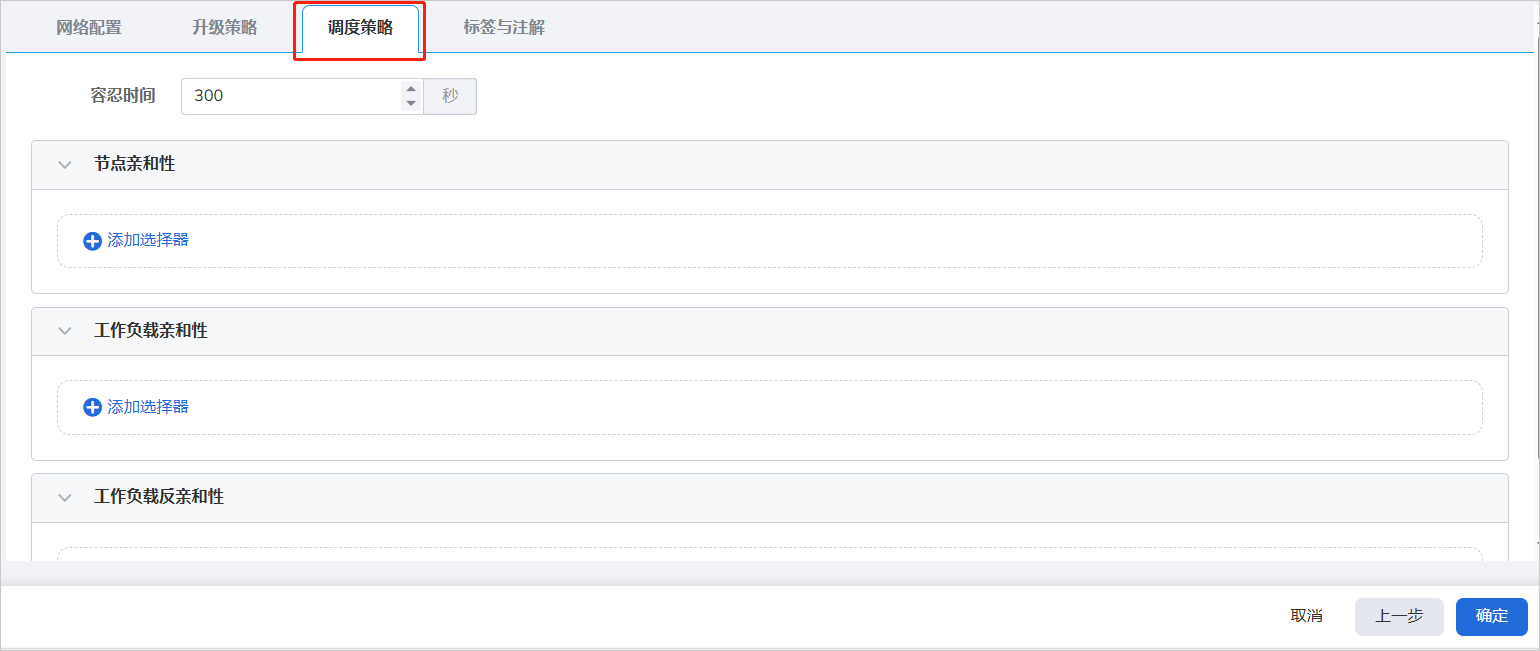 网络配置 升级策略 调度策略 标签与注解
容忍时间 300 秒
节点亲和性
添加选择器
工作负载亲和性
添加选择器
工作负载反亲和性
取消 上一步 确定